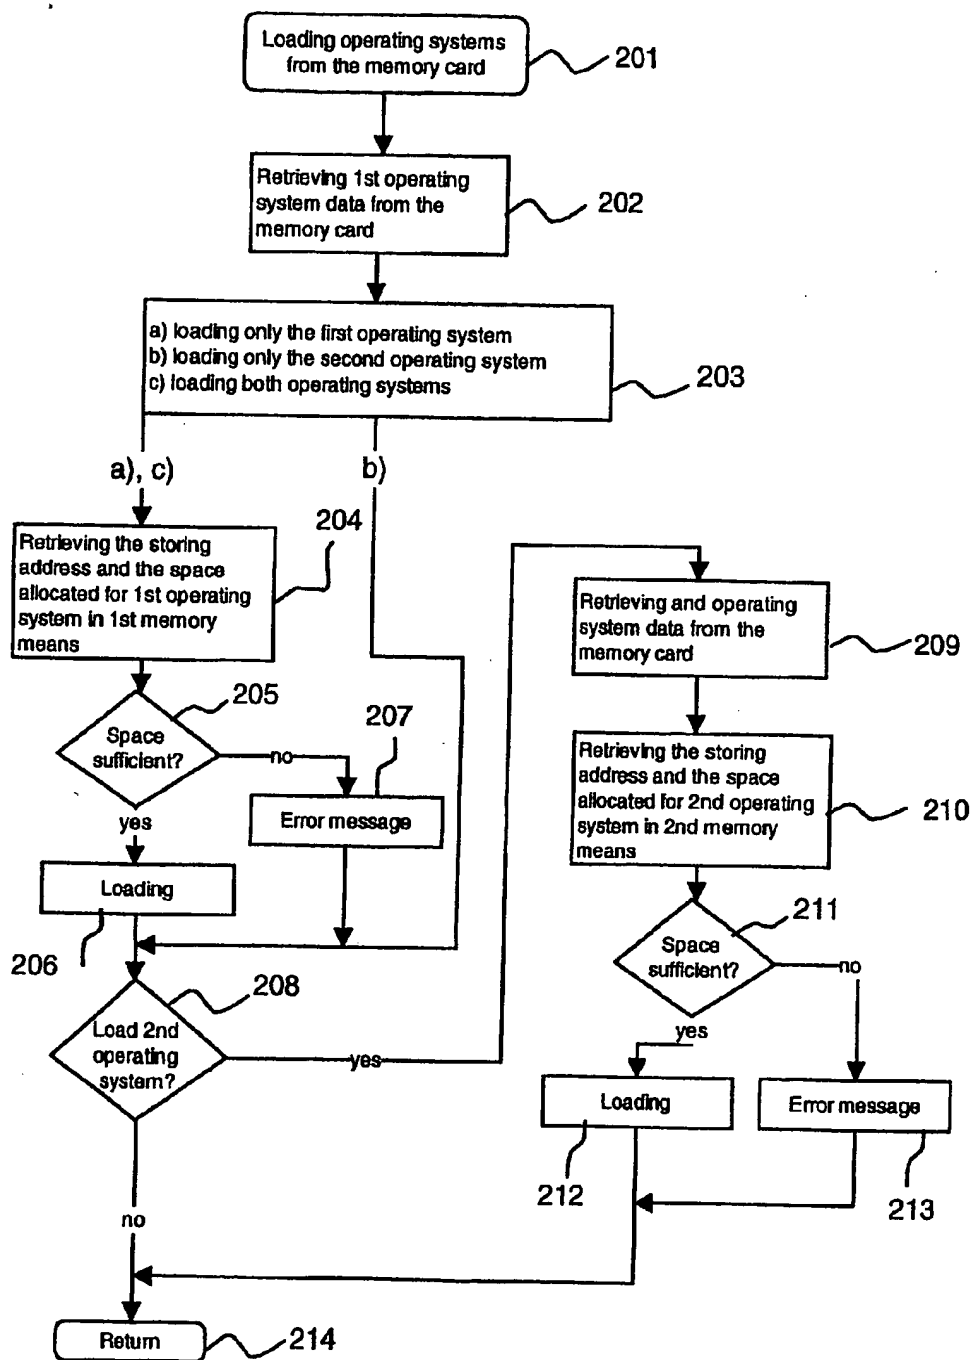 Loading operating systems
from the memory card
201
Retrieving 1st operating
system data from the
memory card
202
a) loading only the first operating system
b) loading only the second operating system
c) loading both operating systems
203
a), c)
b)
204
Retrieving the storing
address and the space
allocated for 1st operating
system in 1st memory
means
205
Space
sufficient?
no
207
Error message
yes
Loading
206
208
Load 2nd
operating
system?
yes
no
Retrieving and operating
system data from the
memory card
209
Retrieving the storing
address and the space
allocated for 2nd operating
system in 2nd memory
means
210
211
Space
sufficient?
no
yes
Loading
212
Error message
213
Return
214